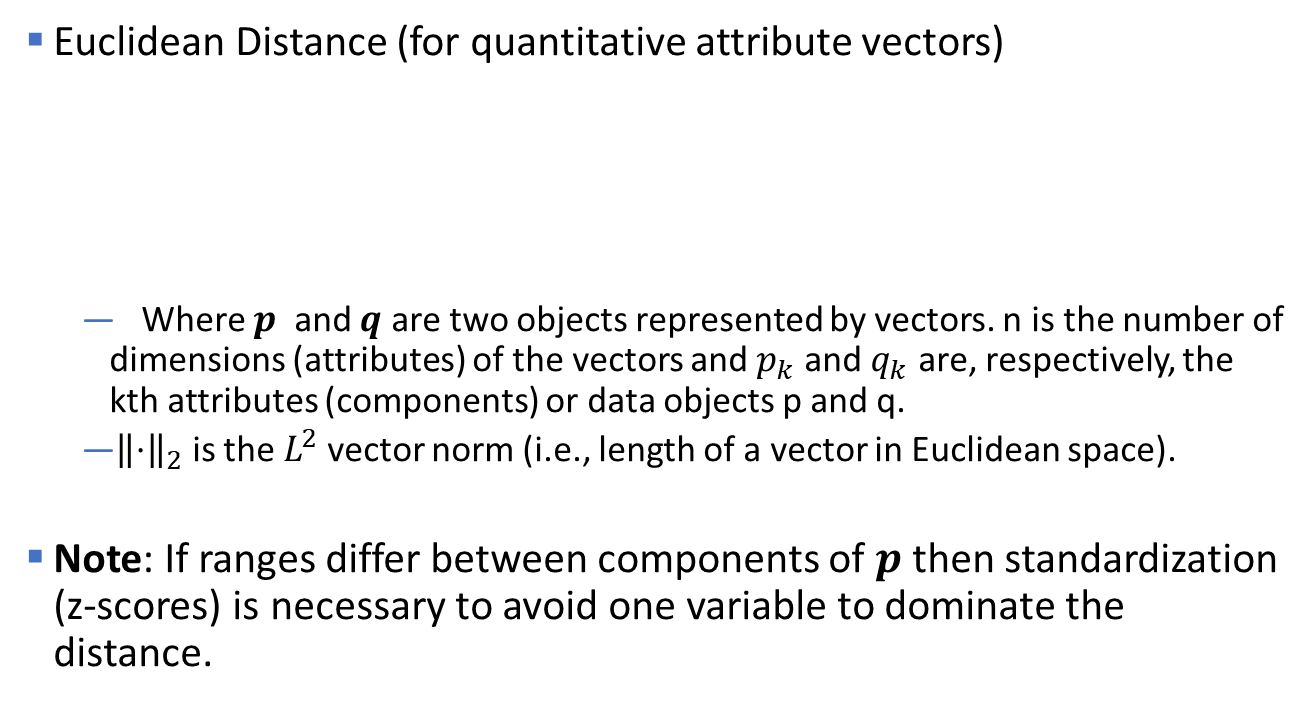 ▪ Euclidean Distance (for quantitative attribute vectors)
— Where 𝒑 and 𝒒 are two objects represented by vectors. n is the number of
dimensions (attributes) of the vectors and 𝑝ₖ and 𝑞ₖ are, respectively, the
kth attributes (components) or data objects p and q.
—‖·‖₂ is the 𝐿² vector norm (i.e., length of a vector in Euclidean space).
▪ Note: If ranges differ between components of 𝒑 then standardization
(z-scores) is necessary to avoid one variable to dominate the
distance.